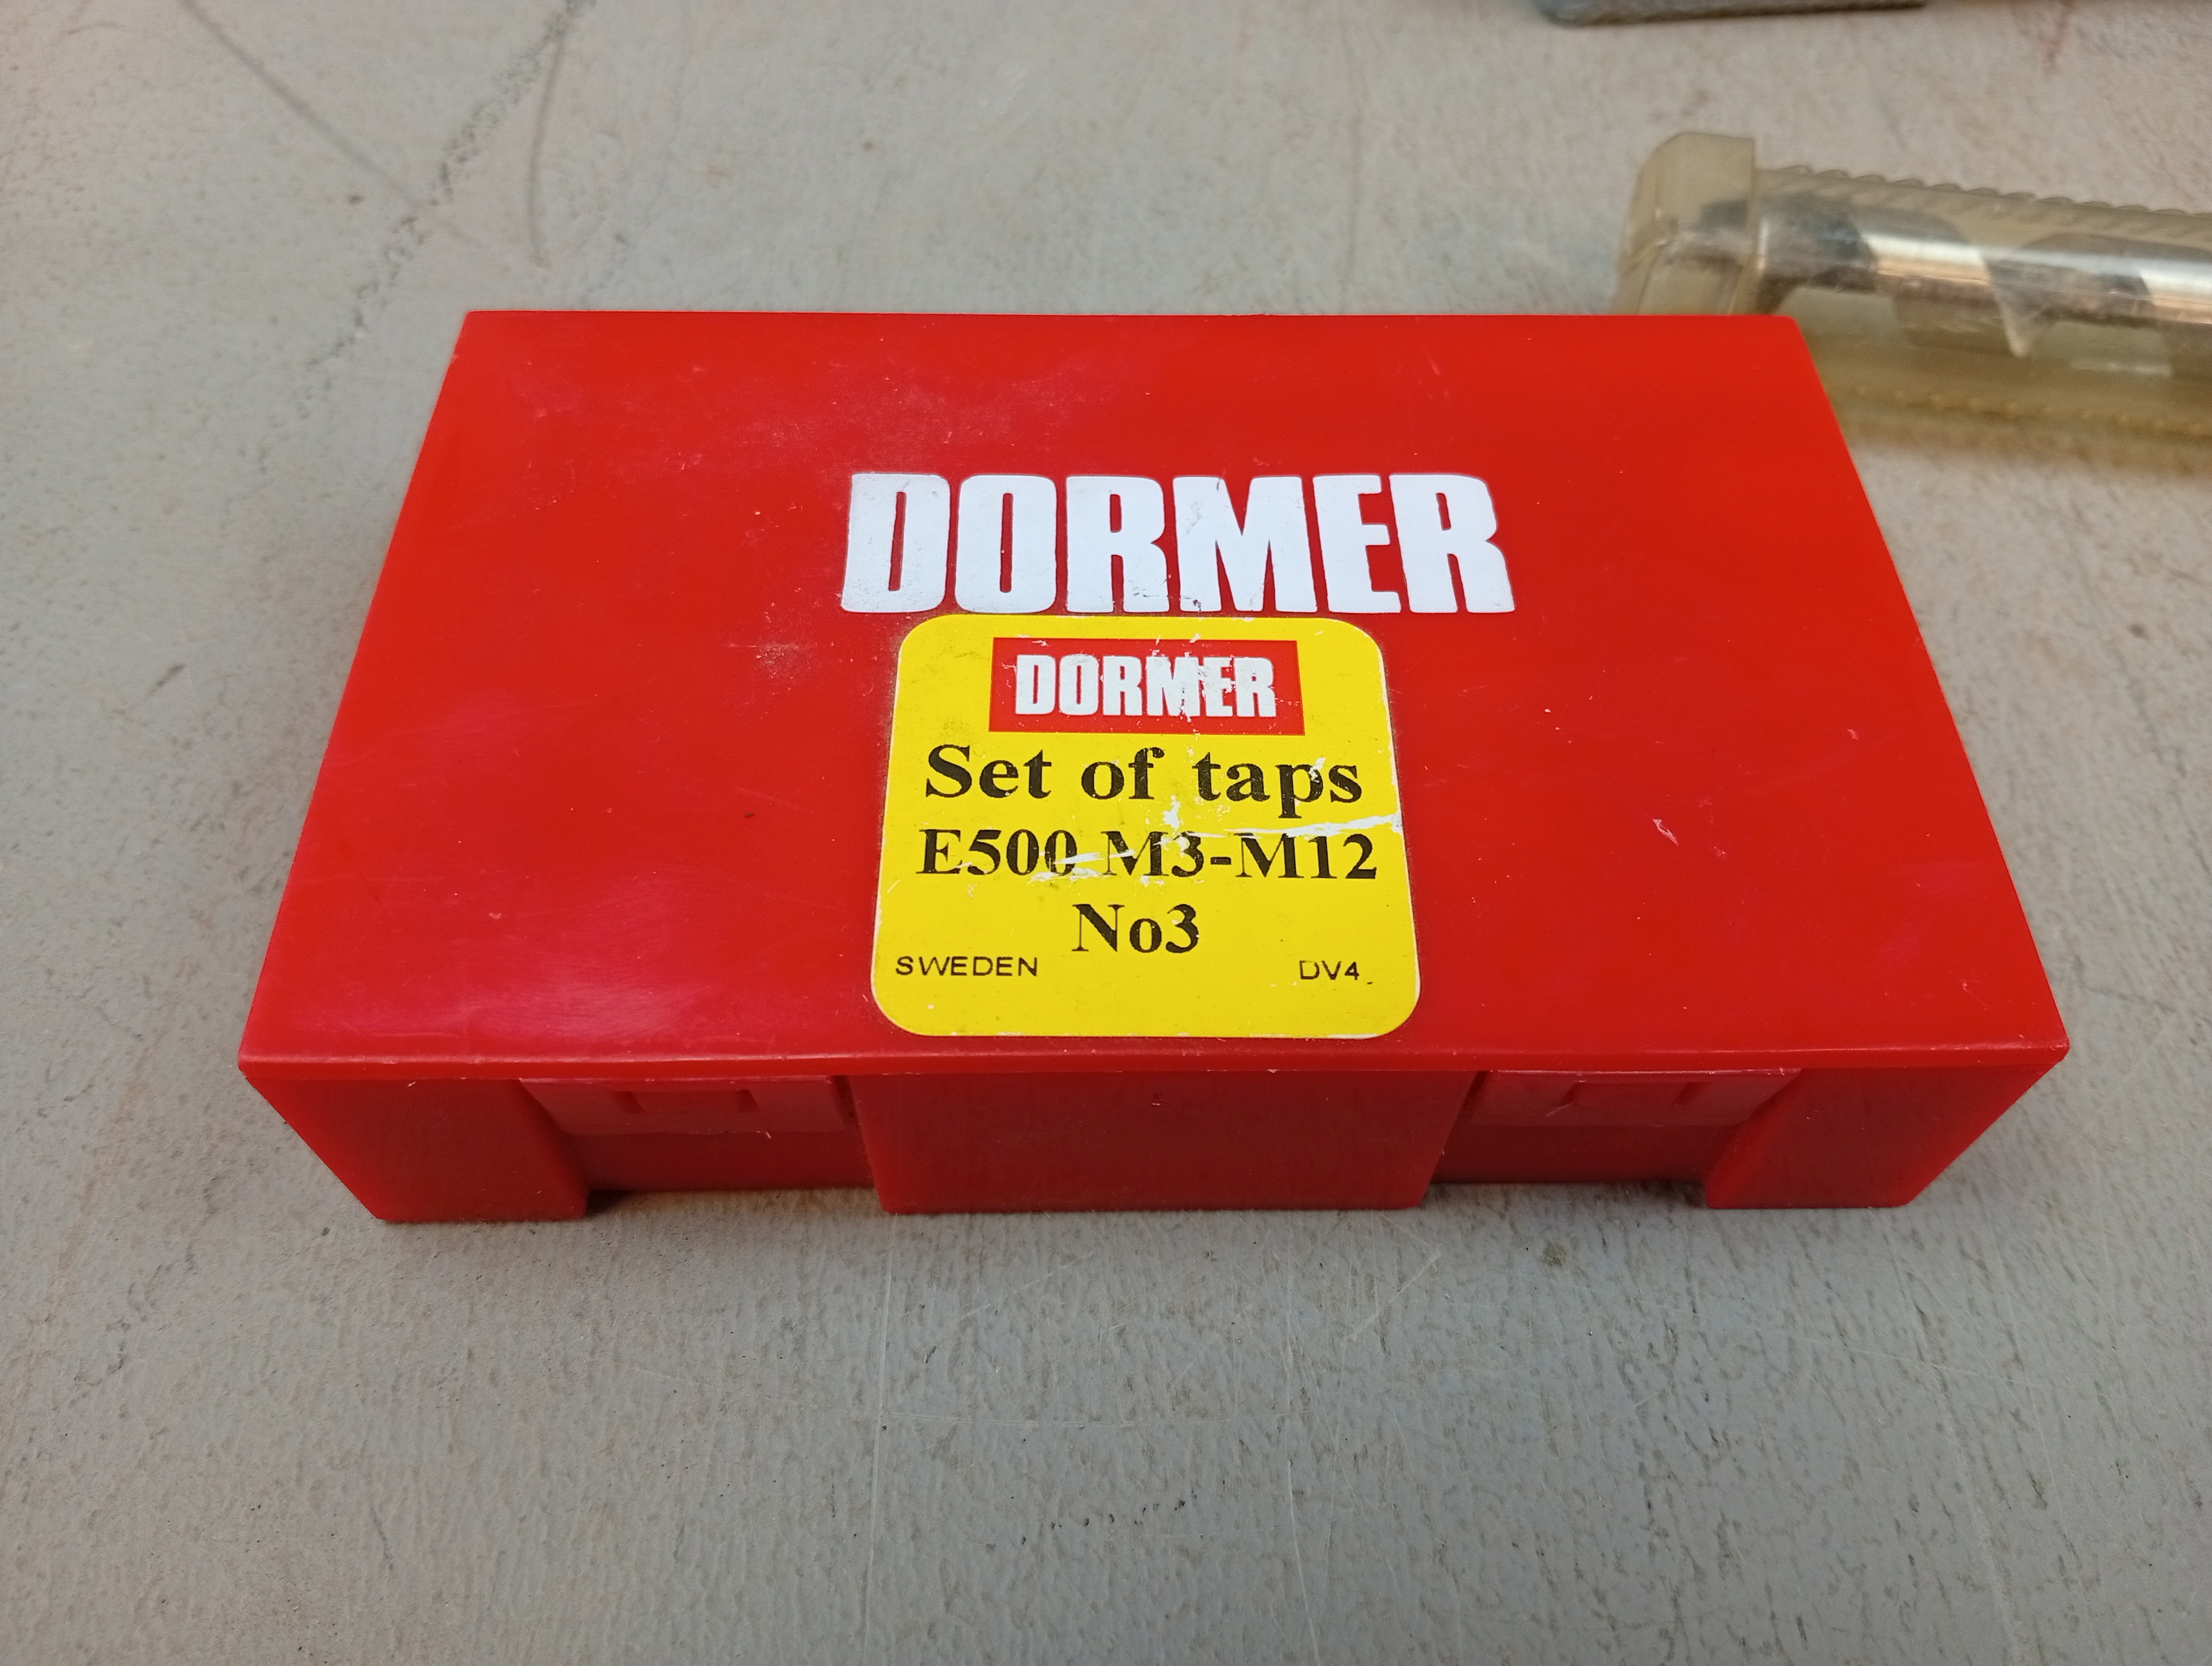 DORMER
DORMER
Set of taps
E500 M3-M12
No3
SWEDEN DV4